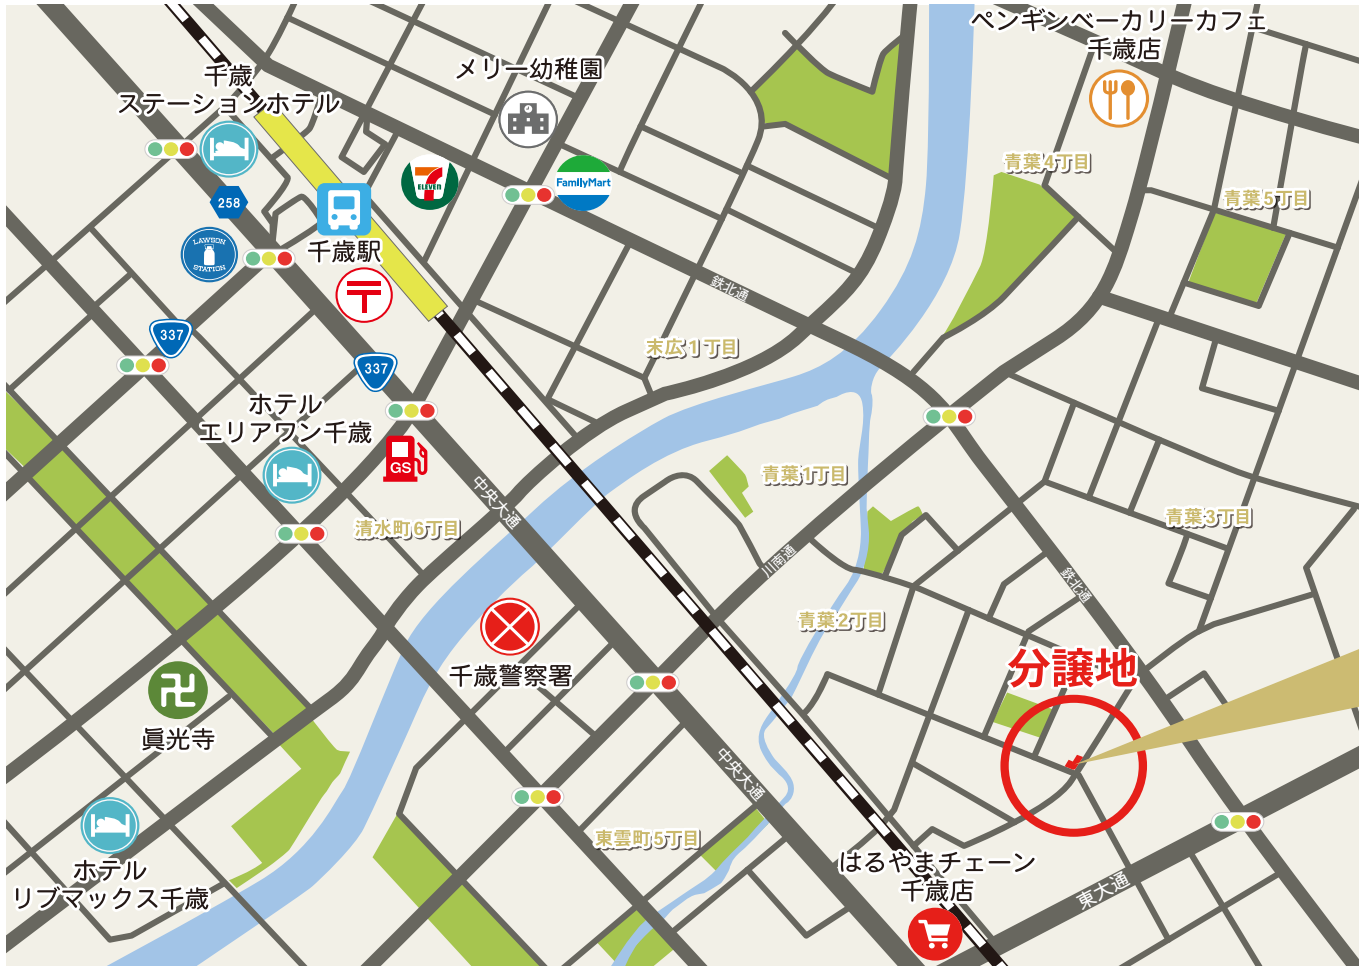 ペンギンベーカリーカフェ
千歳店
千歳
ステーションホテル
メリー幼稚園
青葉4丁目
7
ELEVEN
FamilyMart
258
青葉5丁目
LAWSON
STATION
千歳駅
鉄北通
337
末広1丁目
337
ホテル
エリアワン千歳
GS
青葉1丁目
中央大通
清水町6丁目
青葉3丁目
川南通
鉄北通
青葉2丁目
千歳警察署
分譲地
眞光寺
中央大通
東雲町5丁目
はるやまチェーン
千歳店
ホテル
リブマックス千歳
東大通